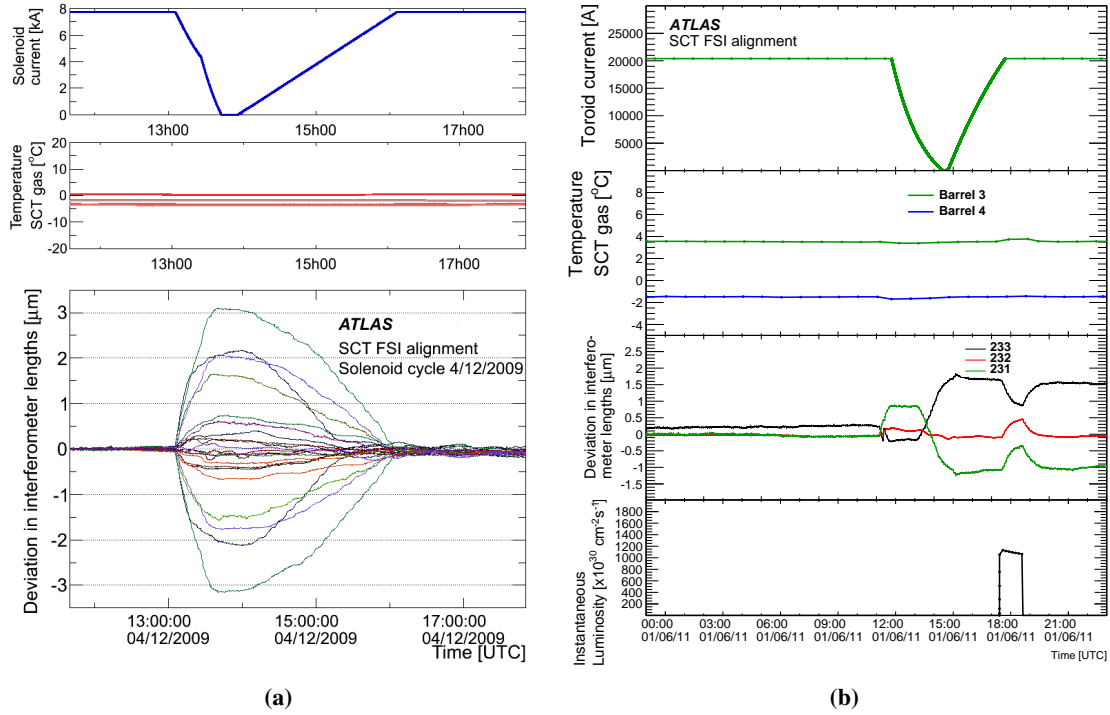 Solenoid
current [kA]
8
6
4
2
0
13h00 15h00 17h00
Temperature
SCT gas [°C]
20
10
0
-10
-20
13h00 15h00 17h00
Deviation in interferometer lengths [μm]
3
2
1
0
-1
-2
-3
ATLAS
SCT FSI alignment
Solenoid cycle 4/12/2009
13:00:00 15:00:00 17:00:00
04/12/2009 04/12/2009 04/12/2009
Time [UTC]
(a)
Toroid current [A]
25000
20000
15000
10000
5000
ATLAS
SCT FSI alignment
Temperature
SCT gas [°C]
8
6
4
2
0
-2
-4
Barrel 3
Barrel 4
Deviation in interfero-
meter lengths [μm]
2.5
2
1.5
1
0.5
0
-0.5
-1
-1.5
233
232
231
Instantaneous
Luminosity [x10³⁰ cm⁻²s⁻¹]
1800
1600
1400
1200
1000
800
600
400
200
00:00 03:00 06:00 09:00 12:00 15:00 18:00 21:00
01/06/11 01/06/11 01/06/11 01/06/11 01/06/11 01/06/11 01/06/11 01/06/11
Time [UTC]
(b)